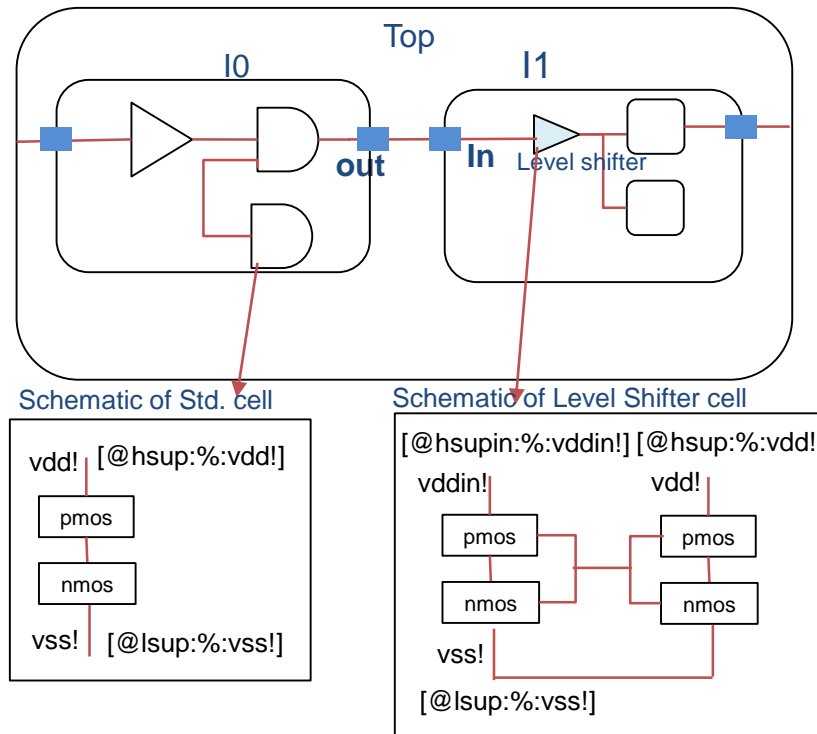 Top
I0
I1
out
In
Level shifter
Schematic of Std. cell
Schematic of Level Shifter cell
vdd!
[@hsup:%:vdd!]
pmos
nmos
vss!
[@lsup:%:vss!]
[@hsupin:%:vddin!]
[@hsup:%:vdd!
vddin!
vdd!
pmos
pmos
nmos
nmos
vss!
[@lsup:%:vss!]